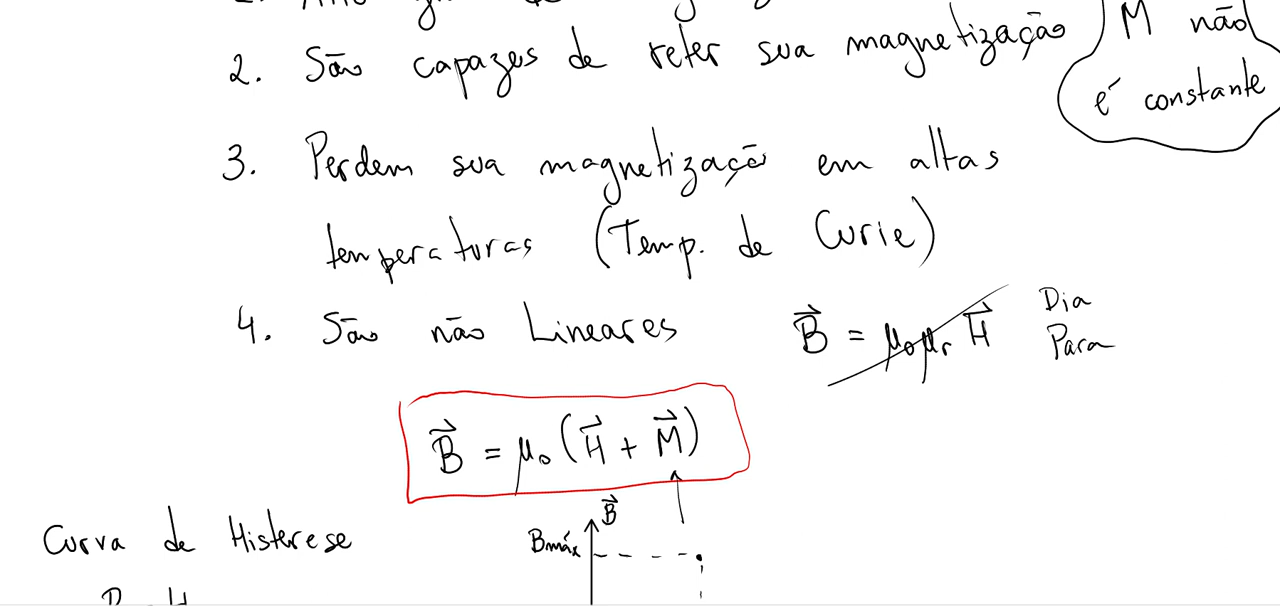 2. São capazes de reter sua magnetização
M não
é constante
3. Perdem sua magnetização em altas
temperaturas (Temp. de Curie)
4. São não Lineares
B⃗ = μ₀μᵣ H⃗
Dia
Para
B⃗ = μ₀ (H⃗ + M⃗)
Curva de Histerese
B⃗
Bmáx